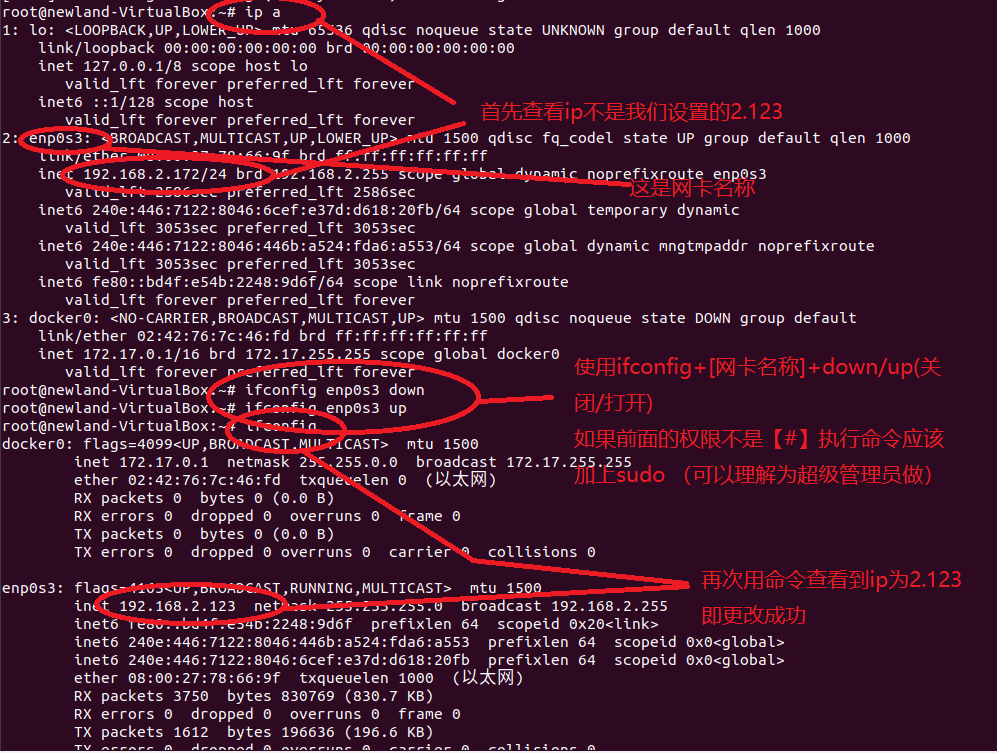 root@newland-VirtualBox:~# ip a
1: lo: <LOOPBACK,UP,LOWER_UP> mtu 65536 qdisc noqueue state UNKNOWN group default qlen 1000
link/loopback 00:00:00:00:00:00 brd 00:00:00:00:00:00
inet 127.0.0.1/8 scope host lo
valid_lft forever preferred_lft forever
inet6 ::1/128 scope host
valid_lft forever preferred_lft forever
首先查看ip不是我们设置的2.123
2: enp0s3: <BROADCAST,MULTICAST,UP,LOWER_UP> mtu 1500 qdisc fq_codel state UP group default qlen 1000
link/ether 08:00:27:78:66:9f brd ff:ff:ff:ff:ff:ff
inet 192.168.2.172/24 brd 192.168.2.255 scope global dynamic noprefixroute enp0s3
这是网卡名称
valid_lft 2586sec preferred_lft 2586sec
inet6 240e:446:7122:8046:6cef:e37d:d618:20fb/64 scope global temporary dynamic
valid_lft 3053sec preferred_lft 3053sec
inet6 240e:446:7122:8046:446b:a524:fda6:a553/64 scope global dynamic mngtmpaddr noprefixroute
valid_lft 3053sec preferred_lft 3053sec
inet6 fe80::bd4f:e54b:2248:9d6f/64 scope link noprefixroute
valid_lft forever preferred_lft forever
3: docker0: <NO-CARRIER,BROADCAST,MULTICAST,UP> mtu 1500 qdisc noqueue state DOWN group default
link/ether 02:42:76:7c:46:fd brd ff:ff:ff:ff:ff:ff
inet 172.17.0.1/16 brd 172.17.255.255 scope global docker0
valid_lft forever preferred_lft forever
root@newland-VirtualBox:~# ifconfig enp0s3 down
root@newland-VirtualBox:~# ifconfig enp0s3 up
root@newland-VirtualBox:~# ifconfig
使用ifconfig+[网卡名称]+down/up(关
闭/打开)
如果前面的权限不是【#】执行命令应该
加上sudo （可以理解为超级管理员做）
docker0: flags=4099<UP,BROADCAST,MULTICAST>  mtu 1500
inet 172.17.0.1  netmask 255.255.0.0  broadcast 172.17.255.255
ether 02:42:76:7c:46:fd  txqueuelen 0  (以太网)
RX packets 0  bytes 0 (0.0 B)
RX errors 0  dropped 0  overruns 0  frame 0
TX packets 0  bytes 0 (0.0 B)
TX errors 0  dropped 0 overruns 0  carrier 0  collisions 0
enp0s3: flags=4163<UP,BROADCAST,RUNNING,MULTICAST>  mtu 1500
inet 192.168.2.123  netmask 255.255.255.0  broadcast 192.168.2.255
再次用命令查看到ip为2.123
即更改成功
inet6 fe80::bd4f:e54b:2248:9d6f  prefixlen 64  scopeid 0x20<link>
inet6 240e:446:7122:8046:446b:a524:fda6:a553  prefixlen 64  scopeid 0x0<global>
inet6 240e:446:7122:8046:6cef:e37d:d618:20fb  prefixlen 64  scopeid 0x0<global>
ether 08:00:27:78:66:9f  txqueuelen 1000  (以太网)
RX packets 3750  bytes 830769 (830.7 KB)
RX errors 0  dropped 0  overruns 0  frame 0
TX packets 1612  bytes 196636 (196.6 KB)
TX errors 0  dropped 0 overruns 0  carrier 0  collisions 0